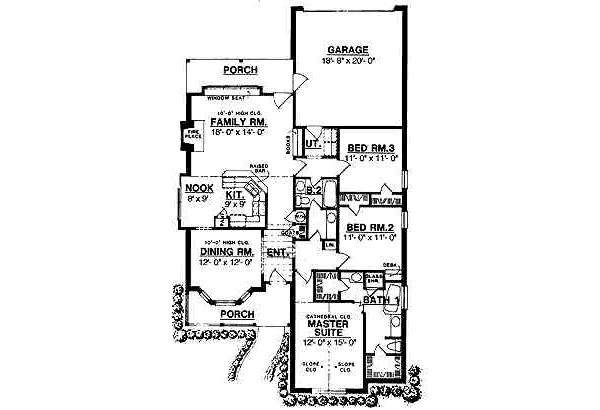 GARAGE
18'-8" x 20'-0"
PORCH
WINDOW SEAT
10'-0" HIGH CLG.
FAMILY RM.
18'-0" x 14'-0"
FIRE
PLACE
BOOKS
UT.
BED RM.3
11'-0" x 11'-0"
RAISED
BAR
NOOK
8' x 9'
KIT.
9' x 9'
B.2
BED RM.2
11'-0" x 11'-0"
COATS
LIN.
10'-0" HIGH CLG.
DINING RM.
12'-0" x 12'-0"
ENT.
DESK
GLASS
SHR.
BATH 1
PORCH
CATHEDRAL CLG.
MASTER
SUITE
12'-0" x 15'-0"
SLOPE
CLG
SLOPE
CLG